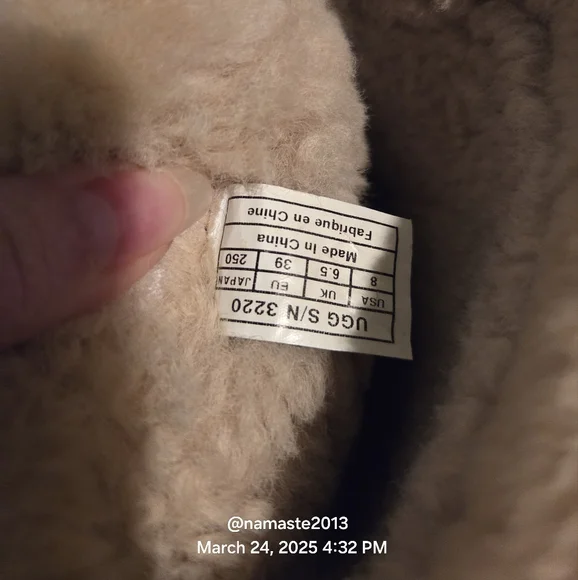 UGG S/N 3220
USA UK EU JAPAN
8 6.5 39 250
Made In China
Fabrique en Chine
@namaste2013
March 24, 2025 4:32 PM